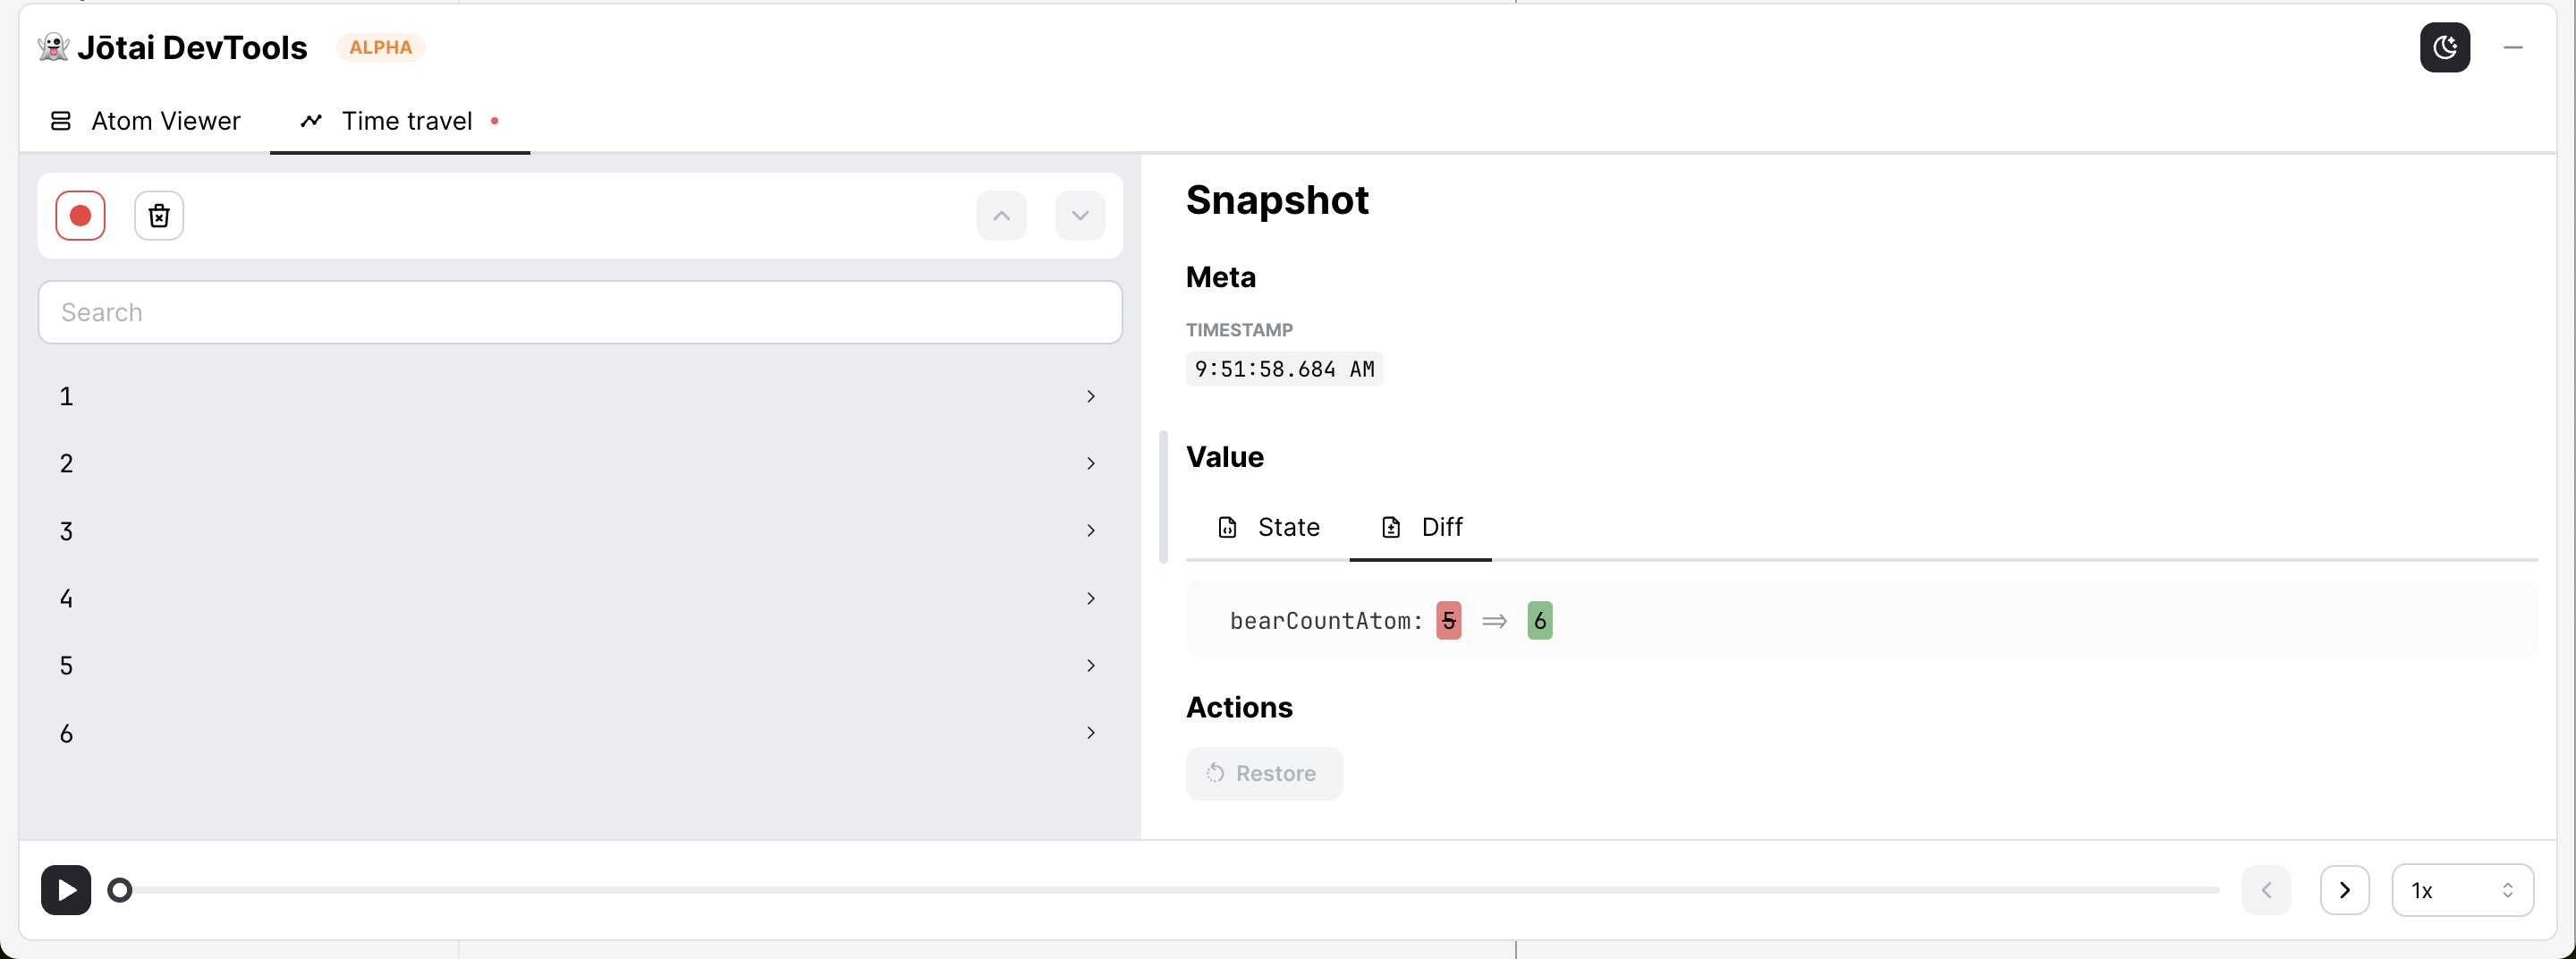 Jōtai DevTools ALPHA
Atom Viewer Time travel
Search
1
2
3
4
5
6
Snapshot
Meta
TIMESTAMP
9:51:58.684 AM
Value
State Diff
bearCountAtom: 5 ⇒ 6
Actions
Restore
1x